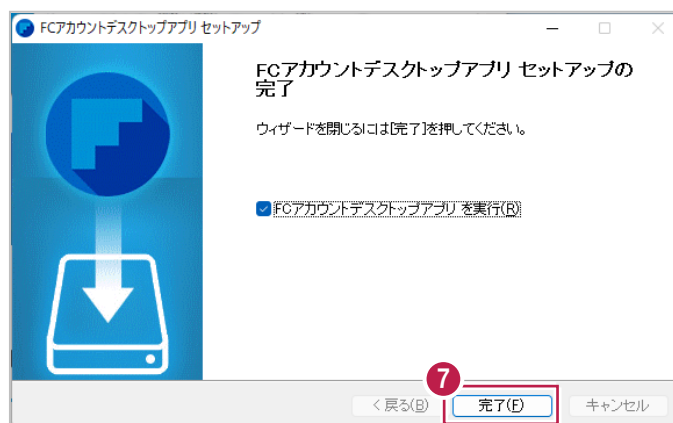 FCアカウントデスクトップアプリ セットアップ
FCアカウントデスクトップアプリ セットアップの
完了
ウィザードを閉じるには[完了]を押してください。
FCアカウントデスクトップアプリ を実行(R)
7
< 戻る(B)
完了(F)
キャンセル